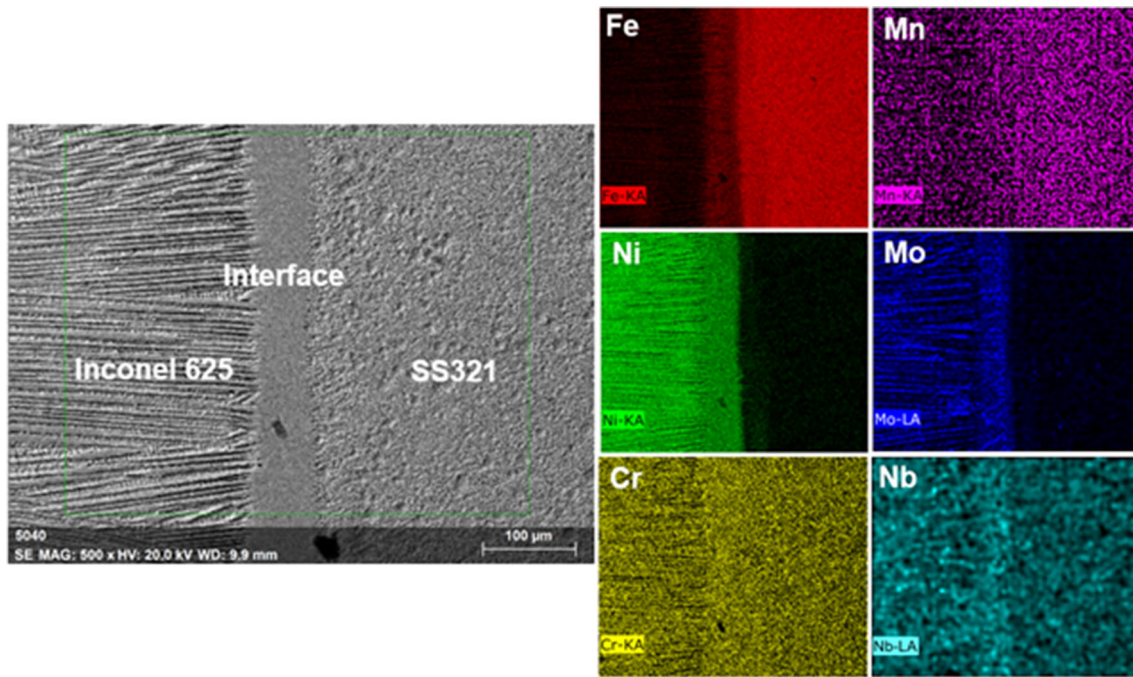 Interface
Inconel 625
SS321
5040
SE MAG: 500 x HV: 20.0 kV WD: 9.9 mm
100 µm
Fe
Fe-KA
Mn
Mn-KA
Ni
Ni-KA
Mo
Mo-LA
Cr
Cr-KA
Nb
Nb-LA